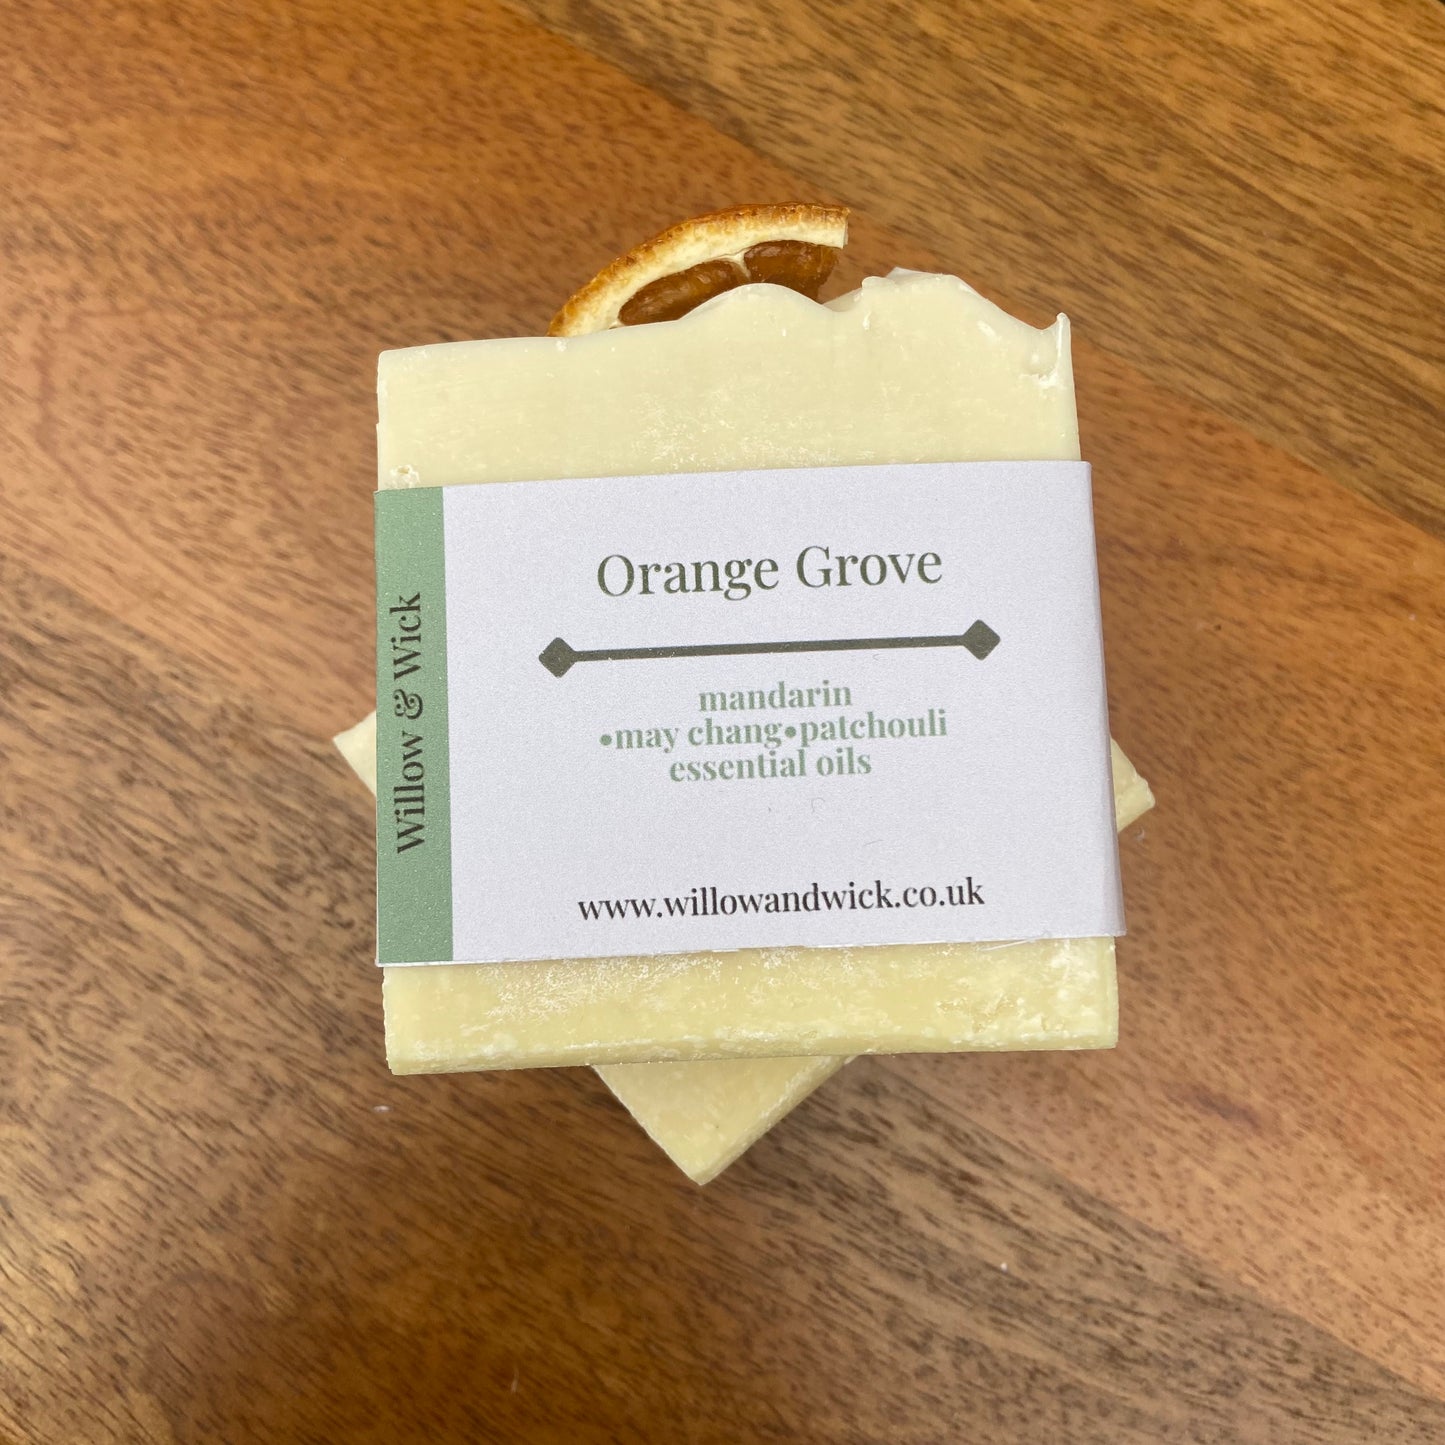 Willow & Wick
Orange Grove
mandarin
•may chang•patchouli
essential oils
www.willowandwick.co.uk